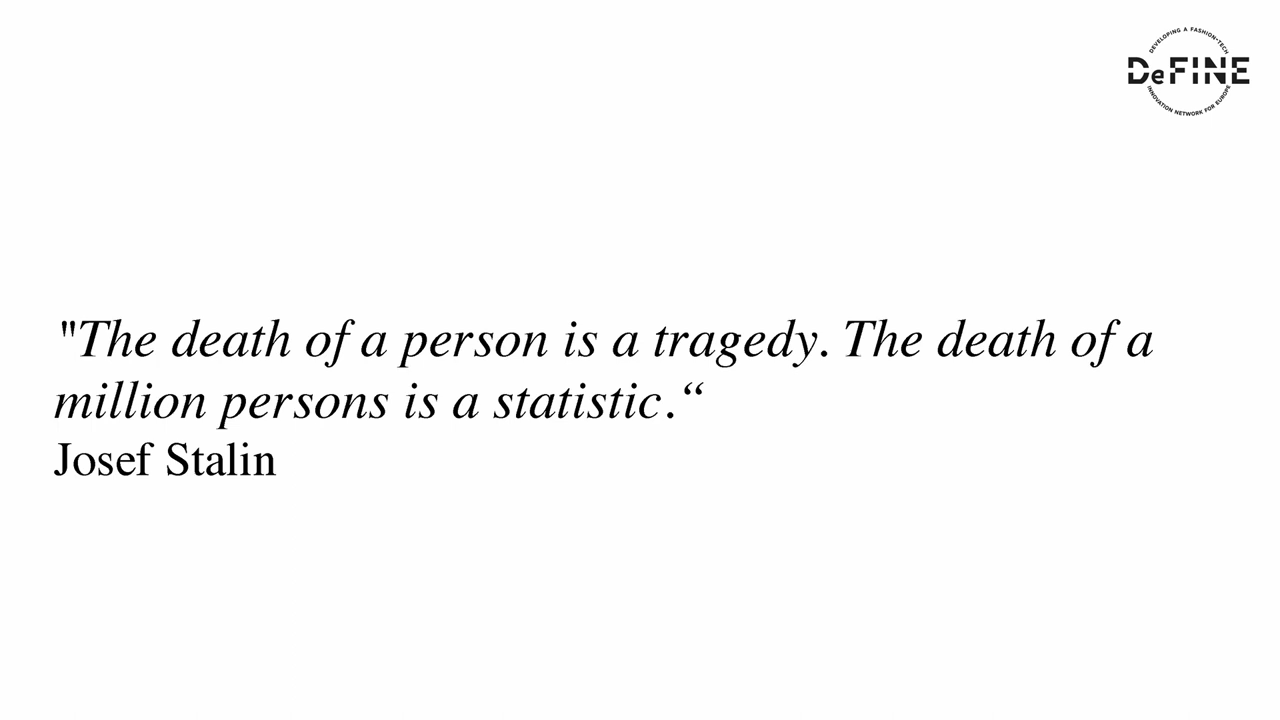 DEVELOPING A FASHION-TECH
DeFINE
INNOVATION NETWORK FOR EUROPE
"The death of a person is a tragedy. The death of a
million persons is a statistic.“
Josef Stalin